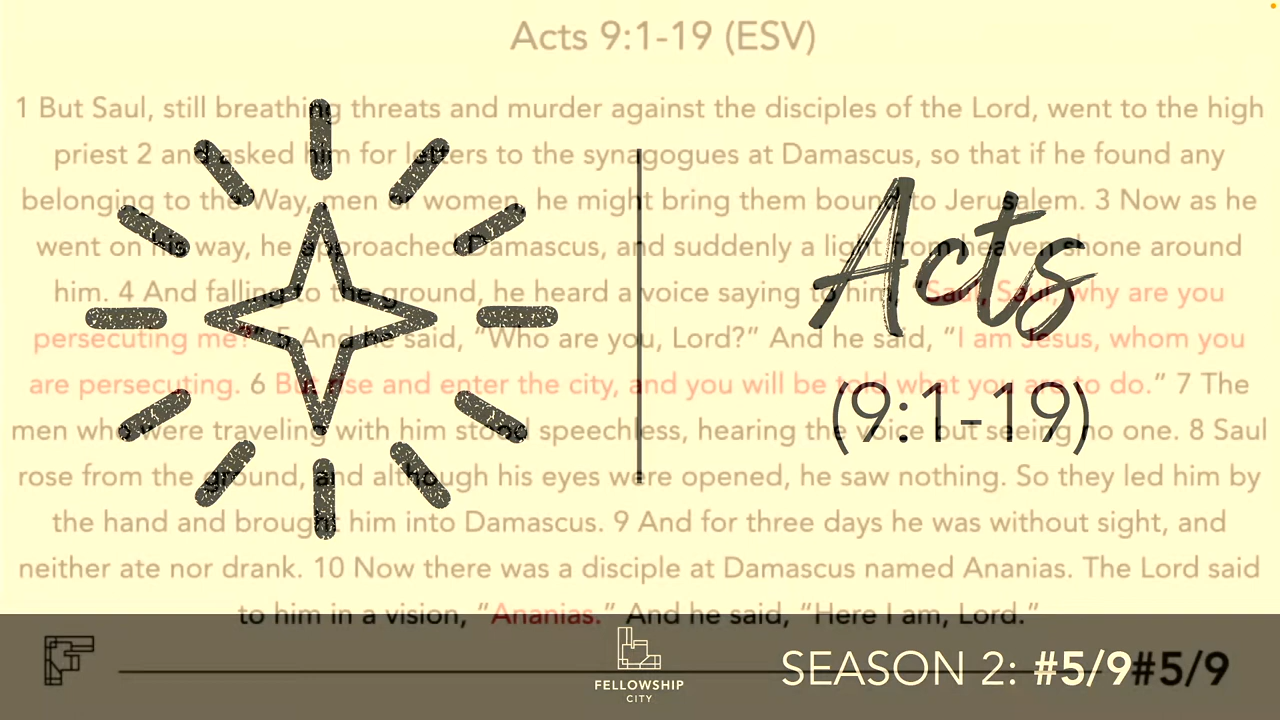 Acts 9:1-19 (ESV)
1 But Saul, still breathing threats and murder against the disciples of the Lord, went to the high
priest 2 and asked him for letters to the synagogues at Damascus, so that if he found any
belonging to the Way, men or women, he might bring them bound to Jerusalem. 3 Now as he
went on his way, he approached Damascus, and suddenly a light from heaven shone around
him. 4 And falling to the ground, he heard a voice saying to him, “Saul, Saul, why are you
persecuting me?” 5 And he said, “Who are you, Lord?” And he said, “I am Jesus, whom you
are persecuting. 6 But rise and enter the city, and you will be told what you are to do.” 7 The
men who were traveling with him stood speechless, hearing the voice but seeing no one. 8 Saul
rose from the ground, and although his eyes were opened, he saw nothing. So they led him by
the hand and brought him into Damascus. 9 And for three days he was without sight, and
neither ate nor drank. 10 Now there was a disciple at Damascus named Ananias. The Lord said
to him in a vision, “Ananias.” And he said, “Here I am, Lord.”
Acts
(9:1-19)
FELLOWSHIP
CITY
SEASON 2: #5/9#5/9